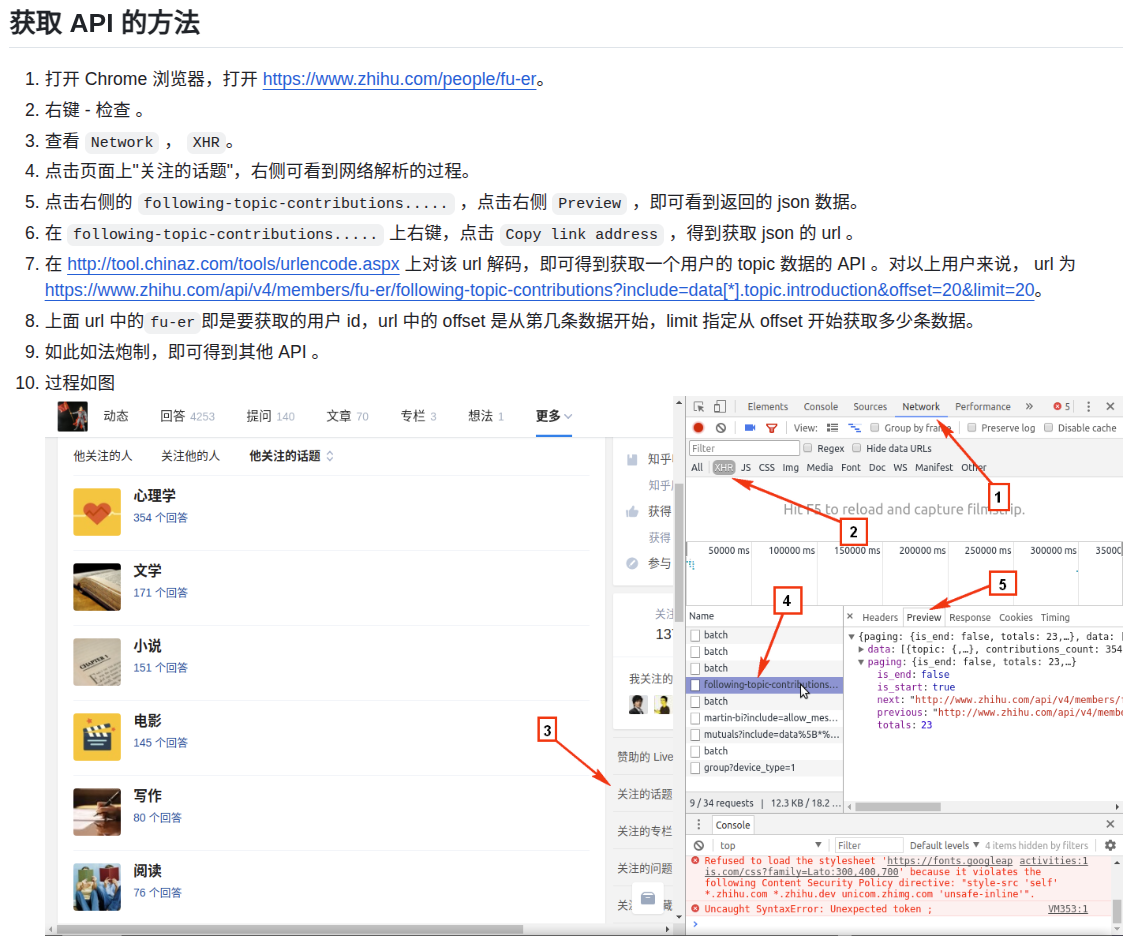 获取 API 的方法
1. 打开 Chrome 浏览器，打开 https://www.zhihu.com/people/fu-er。
2. 右键 - 检查 。
3. 查看 Network ， XHR 。
4. 点击页面上"关注的话题"，右侧可看到网络解析的过程。
5. 点击右侧的 following-topic-contributions..... ，点击右侧 Preview ，即可看到返回的 json 数据。
6. 在 following-topic-contributions..... 上右键，点击 Copy link address ，得到获取 json 的 url 。
7. 在 http://tool.chinaz.com/tools/urlencode.aspx 上对该 url 解码，即可得到获取一个用户的 topic 数据的 API 。对以上用户来说， url 为
https://www.zhihu.com/api/v4/members/fu-er/following-topic-contributions?include=data[*].topic.introduction&offset=20&limit=20。
8. 上面 url 中的 fu-er 即是要获取的用户 id，url 中的 offset 是从第几条数据开始，limit 指定从 offset 开始获取多少条数据。
9. 如此如法炮制，即可得到其他 API 。
10. 过程如图
动态 回答 4253 提问 140 文章 70 专栏 3 想法 1 更多
他关注的人 关注他的人 他关注的话题
心理学
354 个回答
文学
171 个回答
小说
151 个回答
电影
145 个回答
写作
80 个回答
阅读
76 个回答
知乎
知乎
获得
获得
参与
关注
13
我关注的
3
赞助的 Live
关注的话题
关注的专栏
关注的问题
关 藏
Elements Console Sources Network Performance » 5
View: Group by frame Preserve log Disable cache
Filter Regex Hide data URLs
All XHR JS CSS Img Media Font Doc WS Manifest Other
1
Hit F5 to reload and capture filmstrip.
2
50000 ms 100000 ms 150000 ms 200000 ms 250000 ms 300000 ms 35000
5
4
Name
batch
batch
batch
following-topic-contributions...
batch
martin-bi?include=allow_mes...
mutuals?include=data%5B*%...
batch
group?device_type=1
9 / 34 requests | 12.3 KB / 18.2 ...
× Headers Preview Response Cookies Timing
{paging: {is_end: false, totals: 23,…}, data: [
data: [{topic: {,…}, contributions_count: 354
paging: {is_end: false, totals: 23,…}
is_end: false
is_start: true
next: "http://www.zhihu.com/api/v4/members/
previous: "http://www.zhihu.com/api/v4/memb
totals: 23
Console
top Filter Default levels 4 items hidden by filters
Refused to load the stylesheet 'https://fonts.googleap activities:1
is.com/css?family=Lato:300,400,700' because it violates the
following Content Security Policy directive: "style-src 'self'
*.zhihu.com *.zhihu.dev unicom.zhimg.com 'unsafe-inline'".
Uncaught SyntaxError: Unexpected token ; VM353:1